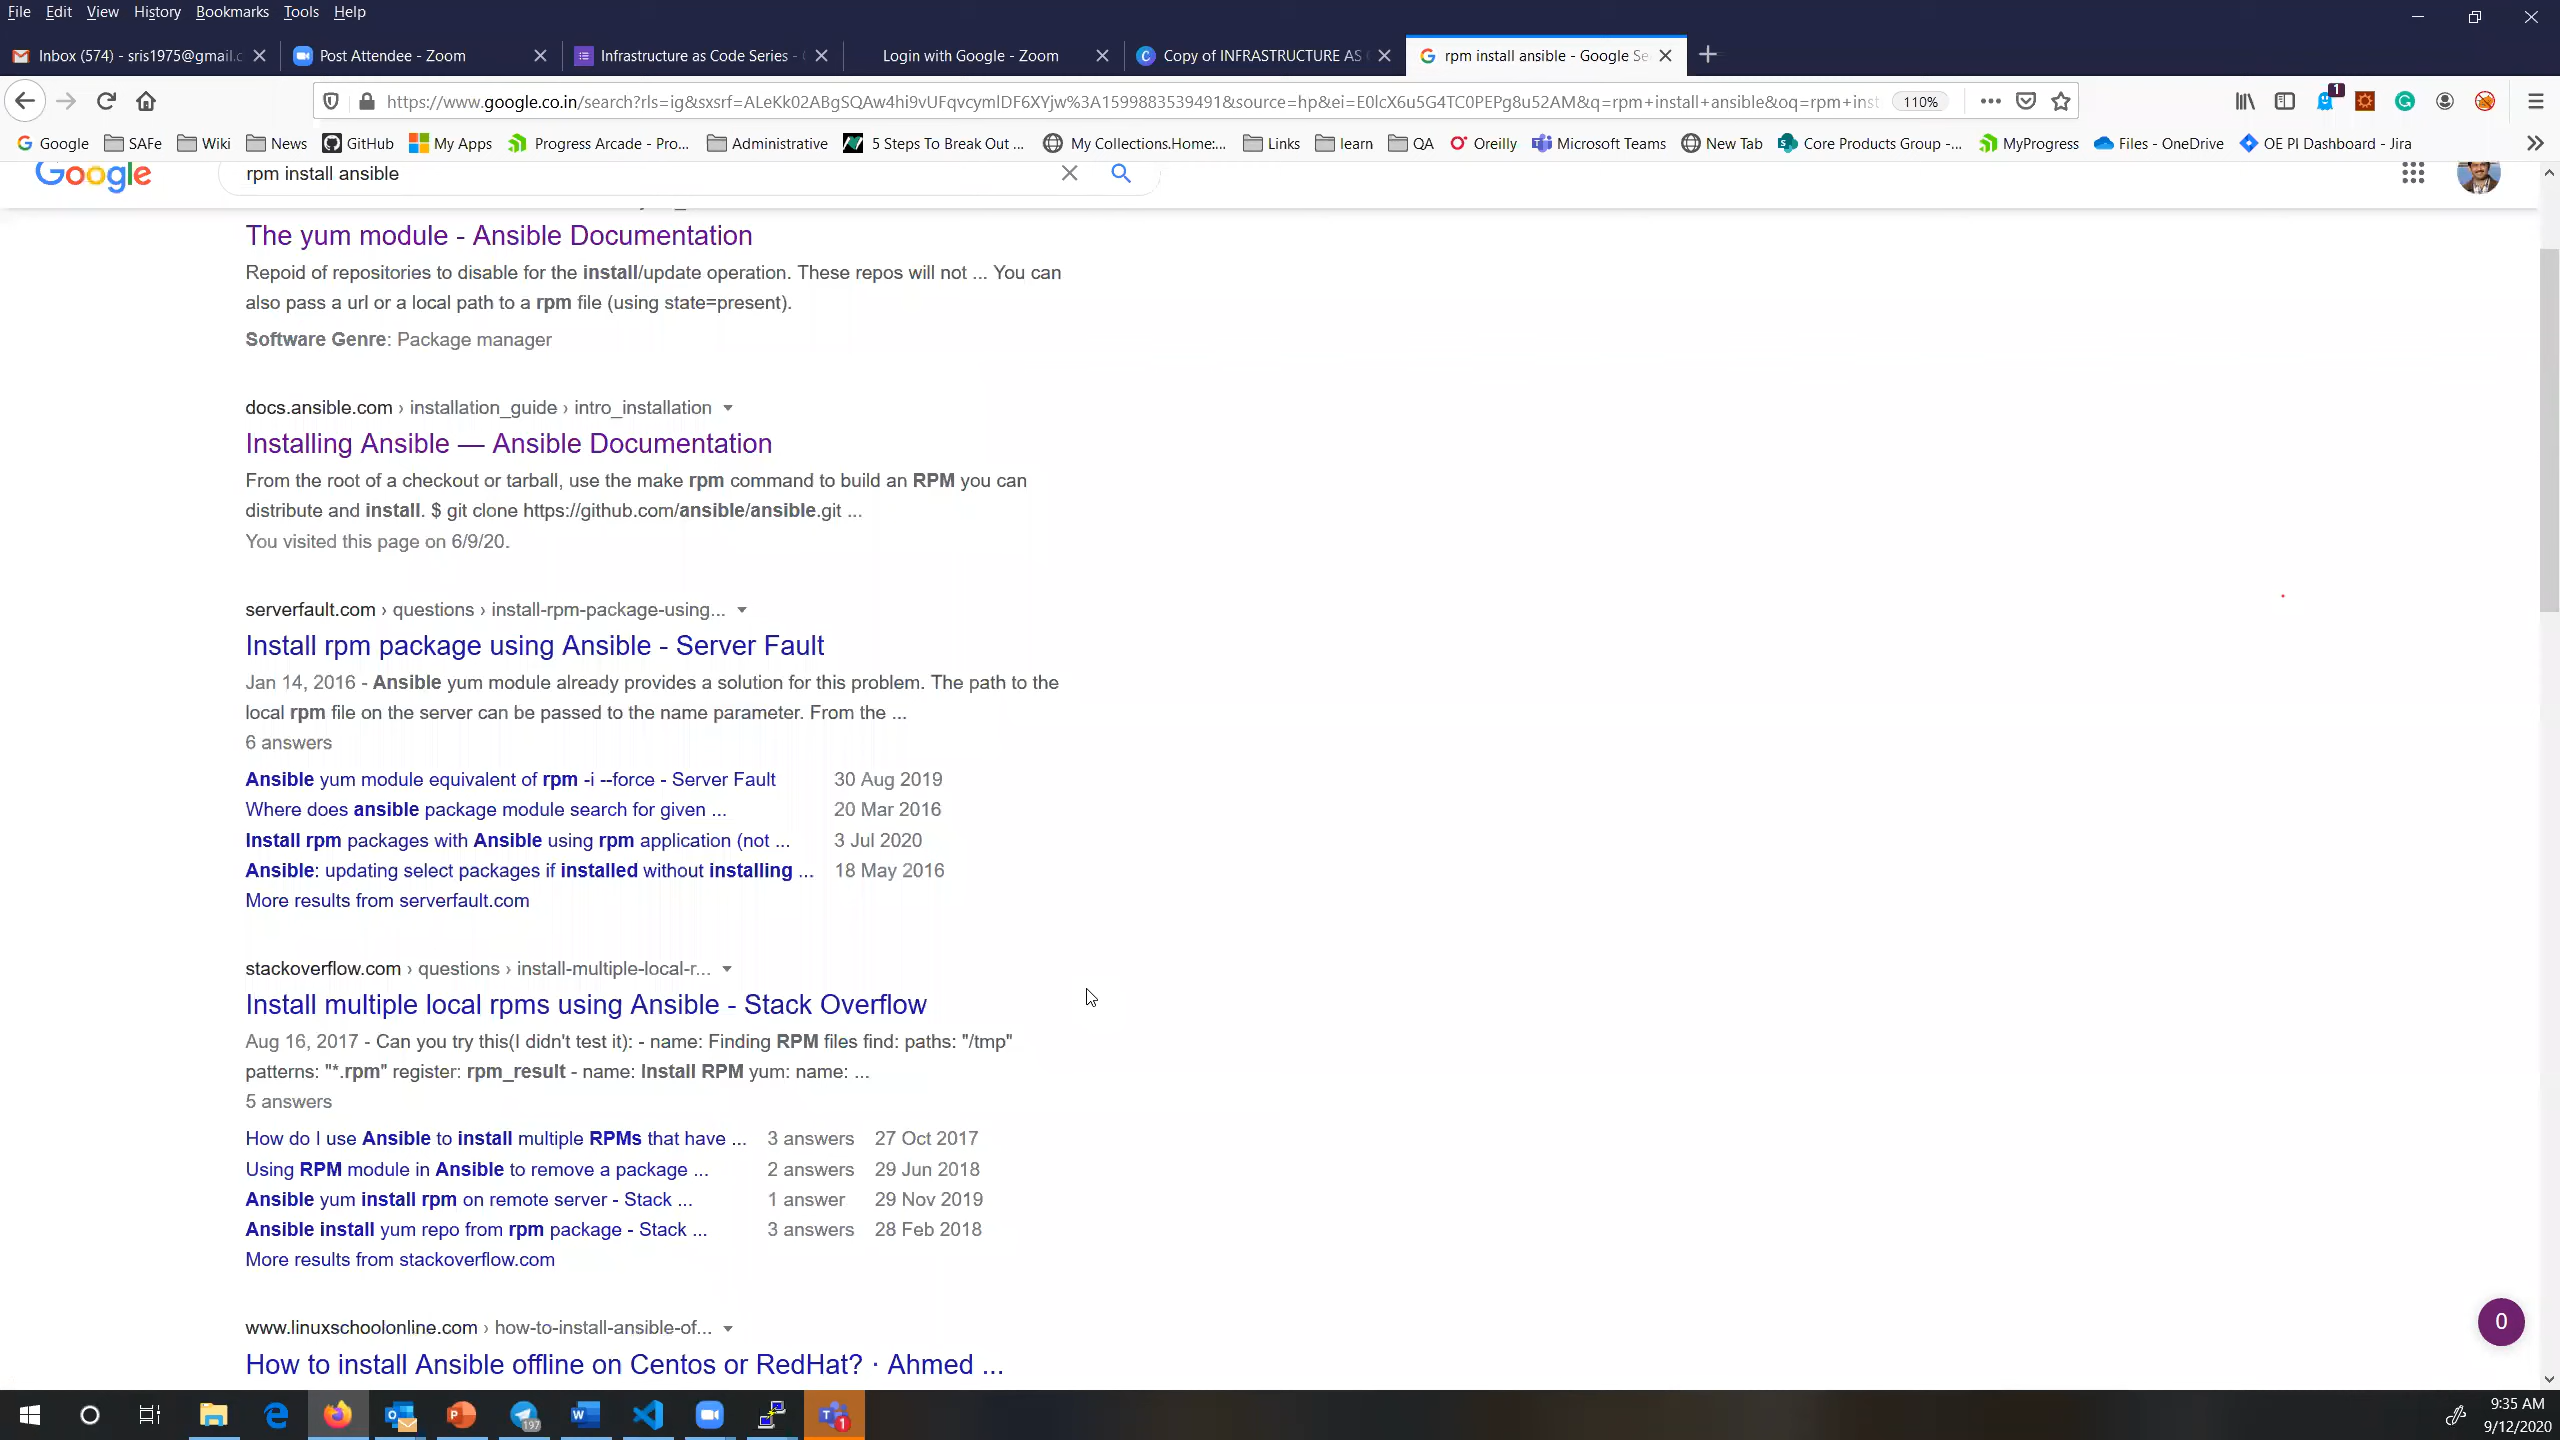 File Edit View History Bookmarks Tools Help
Inbox (574) - sris1975@gmail.c
Post Attendee - Zoom
Infrastructure as Code Series -
Login with Google - Zoom
Copy of INFRASTRUCTURE AS
rpm install ansible - Google Se
https://www.google.co.in/search?rls=ig&sxsrf=ALeKk02ABgSQAw4hi9vUFqvcymlDF6XYjw%3A1599883539491&source=hp&ei=E0lcX6u5G4TC0PEPg8u52AM&q=rpm+install+ansible&oq=rpm+inst
110%
1
Google SAFe Wiki News GitHub My Apps Progress Arcade - Pro... Administrative 5 Steps To Break Out ... My Collections.Home:... Links learn QA Oreilly Microsoft Teams New Tab Core Products Group -... MyProgress Files - OneDrive OE PI Dashboard - Jira
Google
rpm install ansible
The yum module - Ansible Documentation
Repoid of repositories to disable for the install/update operation. These repos will not ... You can
also pass a url or a local path to a rpm file (using state=present).
Software Genre: Package manager
docs.ansible.com › installation_guide › intro_installation
Installing Ansible — Ansible Documentation
From the root of a checkout or tarball, use the make rpm command to build an RPM you can
distribute and install. $ git clone https://github.com/ansible/ansible.git ...
You visited this page on 6/9/20.
serverfault.com › questions › install-rpm-package-using...
Install rpm package using Ansible - Server Fault
Jan 14, 2016 - Ansible yum module already provides a solution for this problem. The path to the
local rpm file on the server can be passed to the name parameter. From the ...
6 answers
Ansible yum module equivalent of rpm -i --force - Server Fault 30 Aug 2019
Where does ansible package module search for given ... 20 Mar 2016
Install rpm packages with Ansible using rpm application (not ... 3 Jul 2020
Ansible: updating select packages if installed without installing ... 18 May 2016
More results from serverfault.com
stackoverflow.com › questions › install-multiple-local-r...
Install multiple local rpms using Ansible - Stack Overflow
Aug 16, 2017 - Can you try this(I didn't test it): - name: Finding RPM files find: paths: "/tmp"
patterns: "*.rpm" register: rpm_result - name: Install RPM yum: name: ...
5 answers
How do I use Ansible to install multiple RPMs that have ... 3 answers 27 Oct 2017
Using RPM module in Ansible to remove a package ... 2 answers 29 Jun 2018
Ansible yum install rpm on remote server - Stack ... 1 answer 29 Nov 2019
Ansible install yum repo from rpm package - Stack ... 3 answers 28 Feb 2018
More results from stackoverflow.com
www.linuxschoolonline.com › how-to-install-ansible-of...
How to install Ansible offline on Centos or RedHat? · Ahmed ...
0
197
1
9:35 AM
9/12/2020